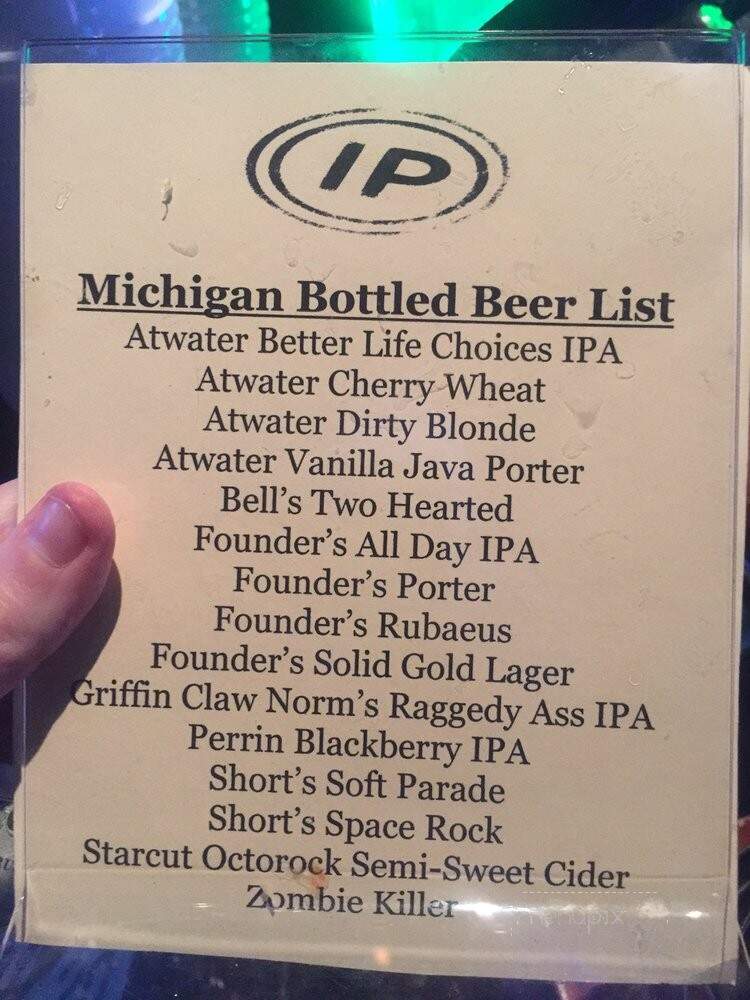 IP
Michigan Bottled Beer List
Atwater Better Life Choices IPA
Atwater Cherry Wheat
Atwater Dirty Blonde
Atwater Vanilla Java Porter
Bell's Two Hearted
Founder's All Day IPA
Founder's Porter
Founder's Rubaeus
Founder's Solid Gold Lager
Griffin Claw Norm's Raggedy Ass IPA
Perrin Blackberry IPA
Short's Soft Parade
Short's Space Rock
Starcut Octorock Semi-Sweet Cider
Zombie Killer